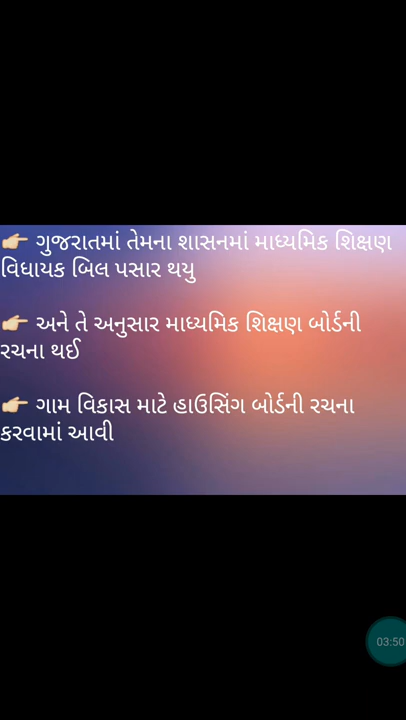 👉 ગુજરાતમાં તેમના શાસનમાં માધ્યમિક શિક્ષણ
વિધાયક બિલ પસાર થયુ
👉 અને તે અનુસાર માધ્યમિક શિક્ષણ બોર્ડની
રચના થઈ
👉 ગામ વિકાસ માટે હાઉસિંગ બોર્ડની રચના
કરવામાં આવી
03:50